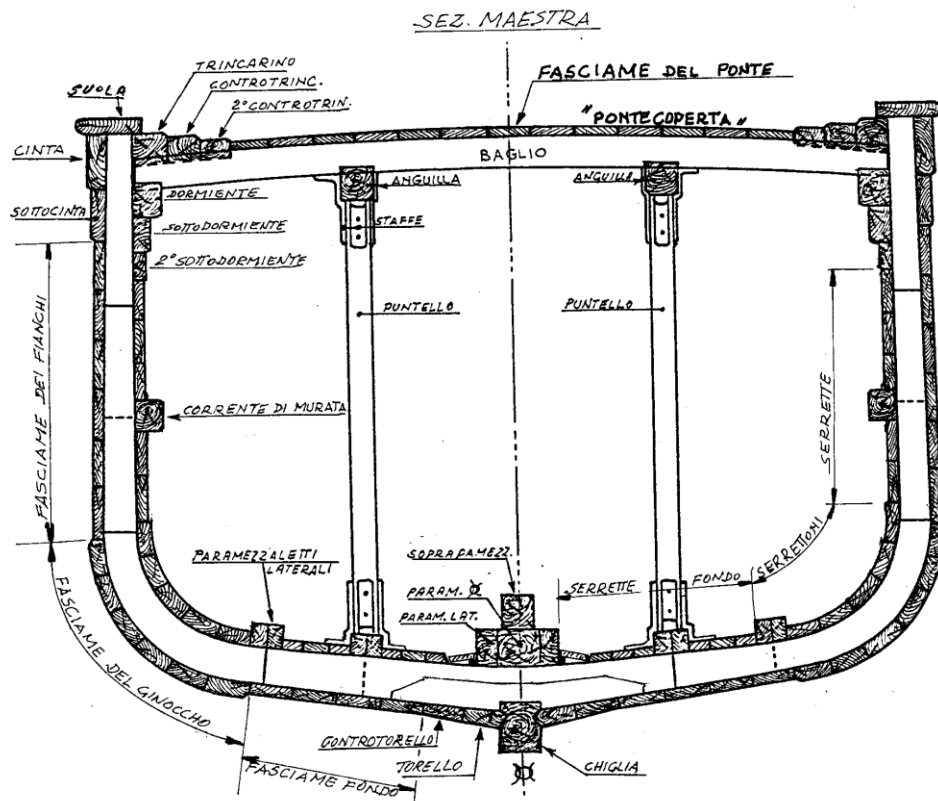 SEZ. MAESTRA
TRINCARINO
CONTROTRINC.
2° CONTROTRIN.
SUOLA
FASCIAME DEL PONTE
"PONTECOPERTA"
CINTA
BAGLIO
ANGUILLA
ANGUILLA
DORMIENTE
SOTTOCINTA
STAFFE
SOTTODORMIENTE
2° SOTTODORMIENTE
PUNTELLO
PUNTELLO
FASCIAME DEI FIANCHI
CORRENTE DI MURATA
SERRETTE
PARAMEZZALETTI
LATERALI
SOPRAPAMEZZ.
SERRETTE FONDO
SERRETTONI
PARAM.
PARAM. LAT.
FASCIAME DEL GINOCCHO
CONTROTORELLO
TORELLO
CHIGLIA
FASCIAME FONDO